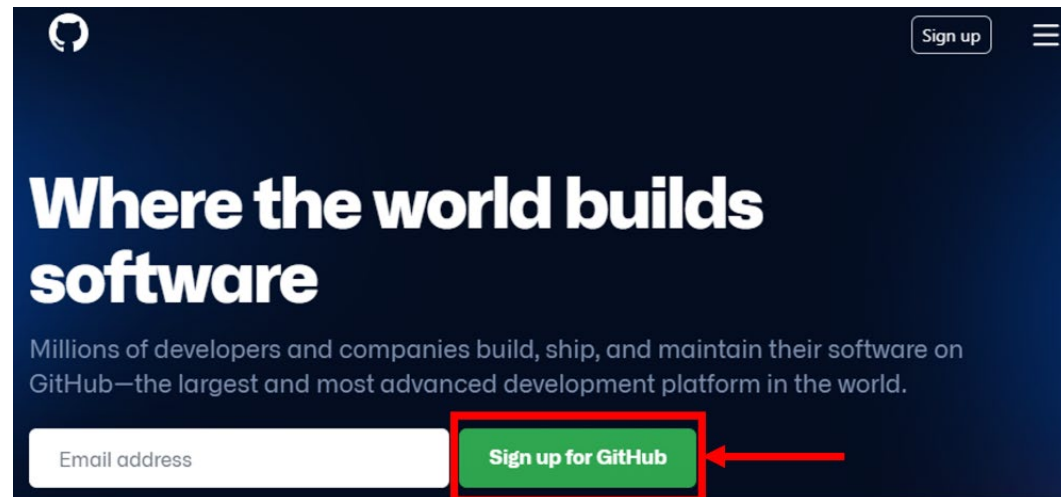 Sign up
Where the world builds
software
Millions of developers and companies build, ship, and maintain their software on
GitHub—the largest and most advanced development platform in the world.
Email address
Sign up for GitHub